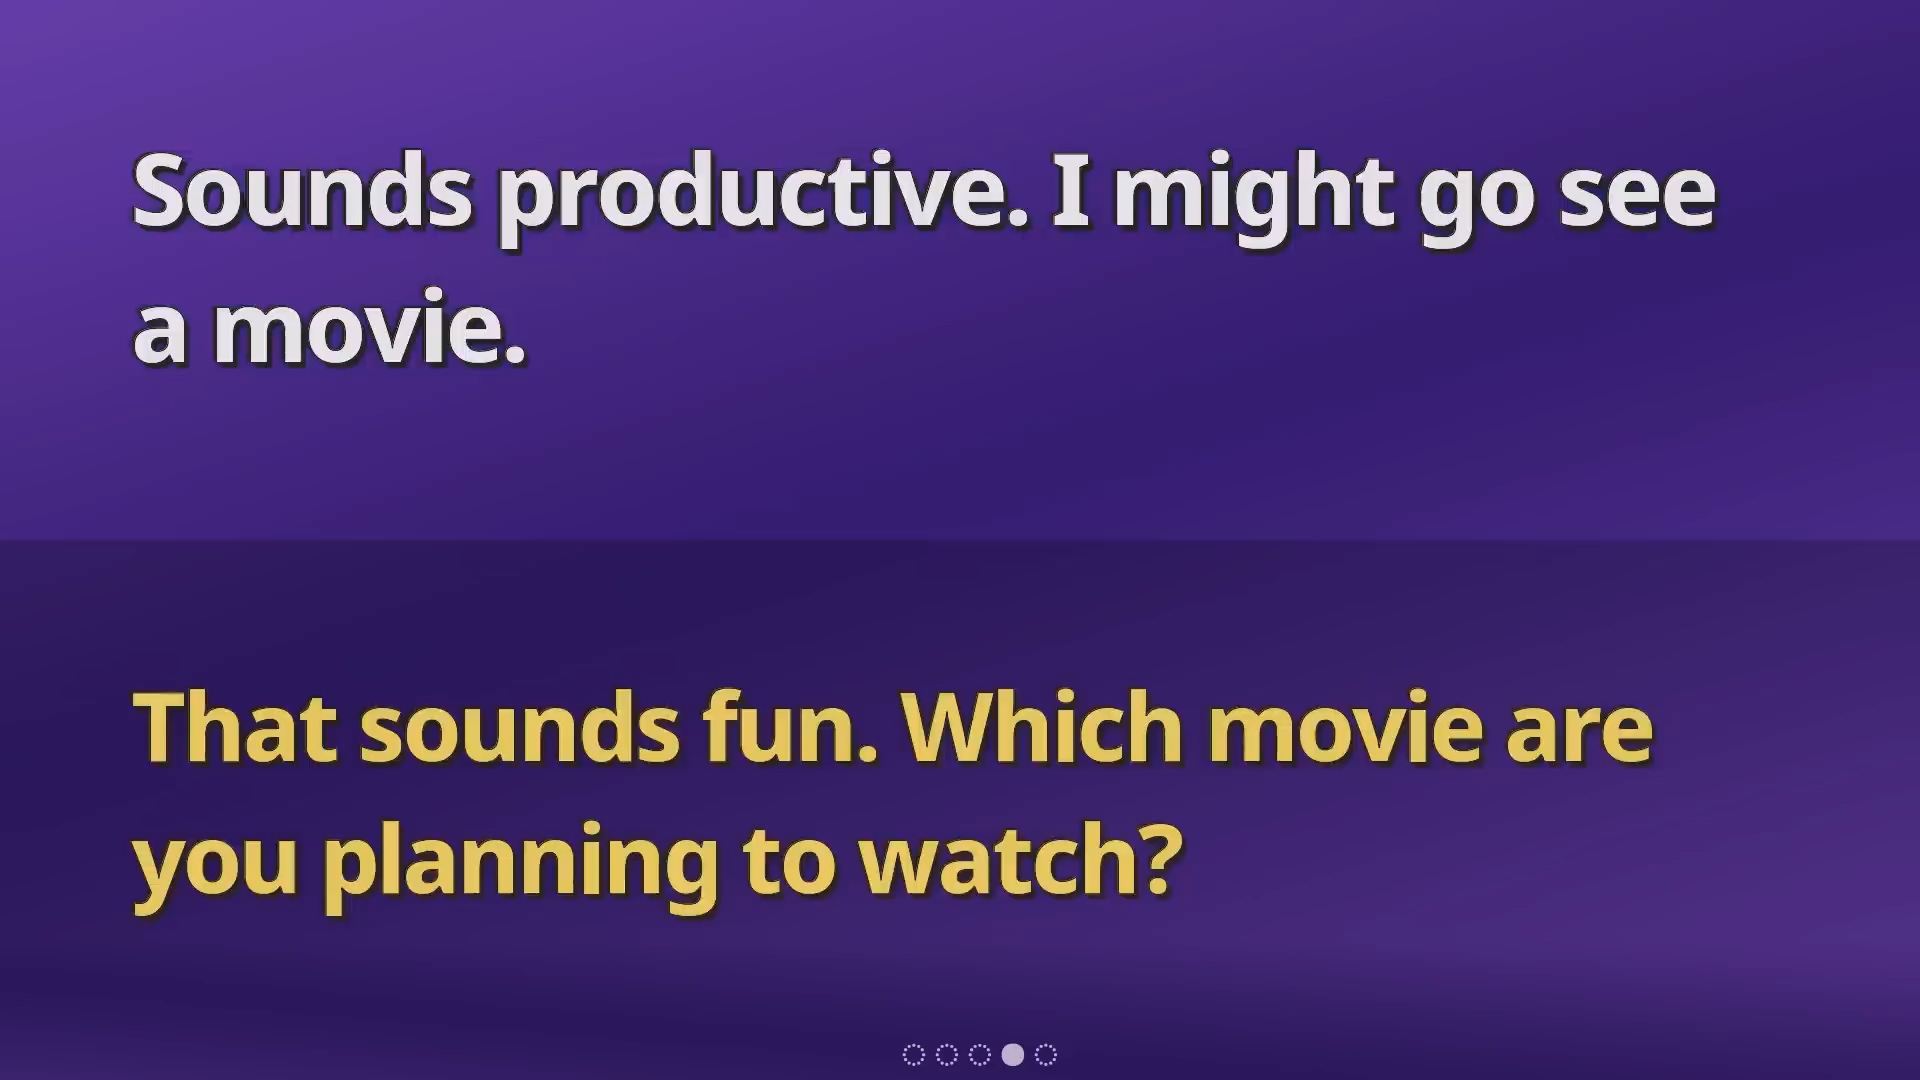 Sounds productive. I might go see
a movie.
That sounds fun. Which movie are
you planning to watch?